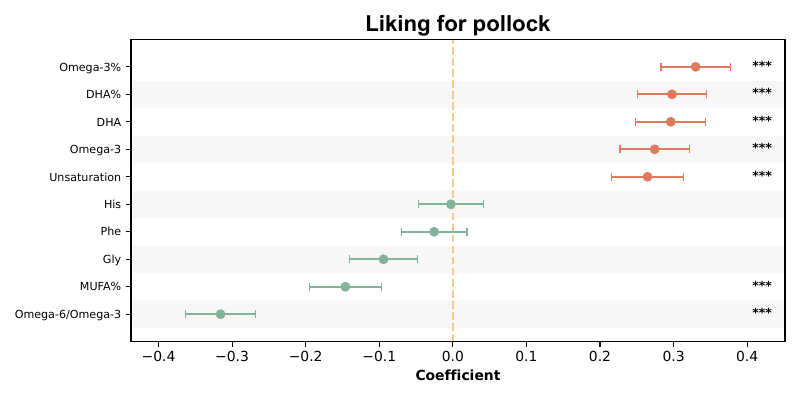 Liking for pollock
Omega-3% ***
DHA% ***
DHA ***
Omega-3 ***
Unsaturation ***
His
Phe
Gly
MUFA% ***
Omega-6/Omega-3 ***
−0.4 −0.3 −0.2 −0.1 0.0 0.1 0.2 0.3 0.4
Coefficient